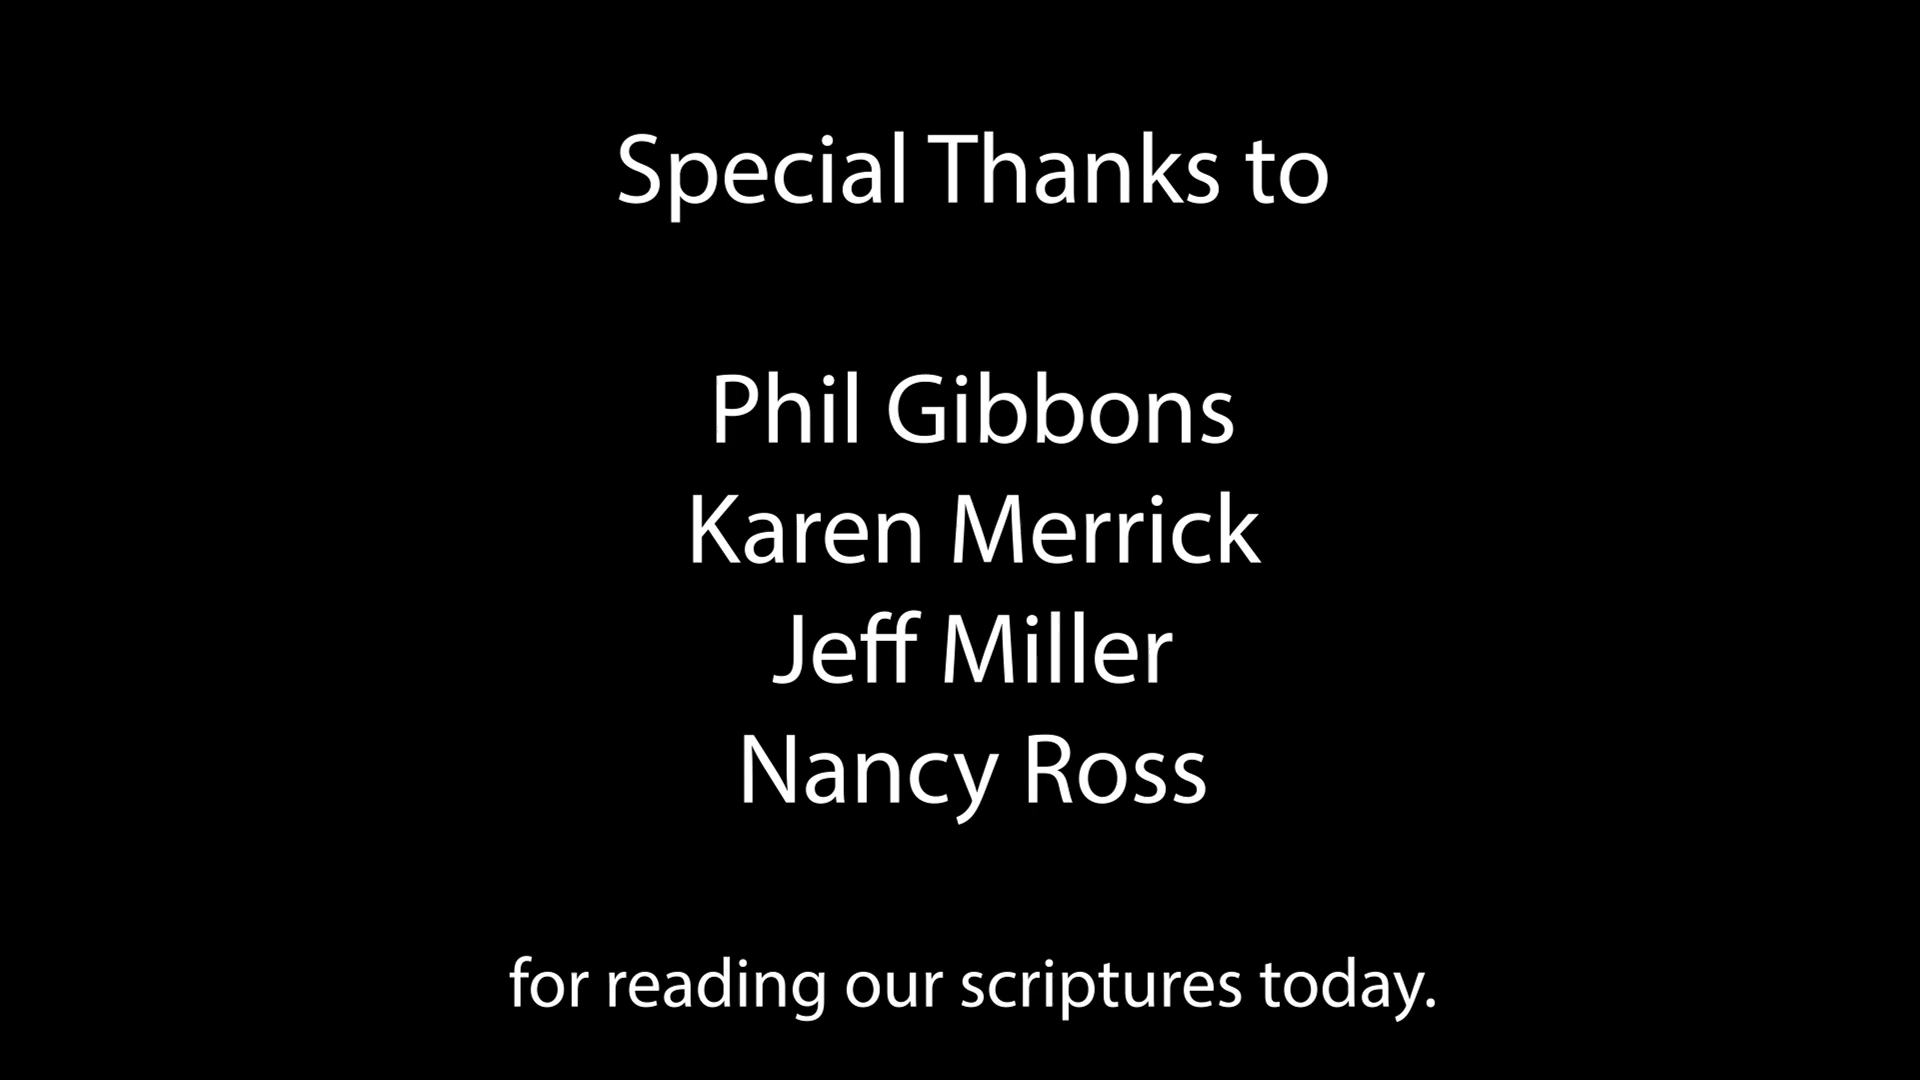 Special Thanks to
Phil Gibbons
Karen Merrick
Jeff Miller
Nancy Ross
for reading our scriptures today.